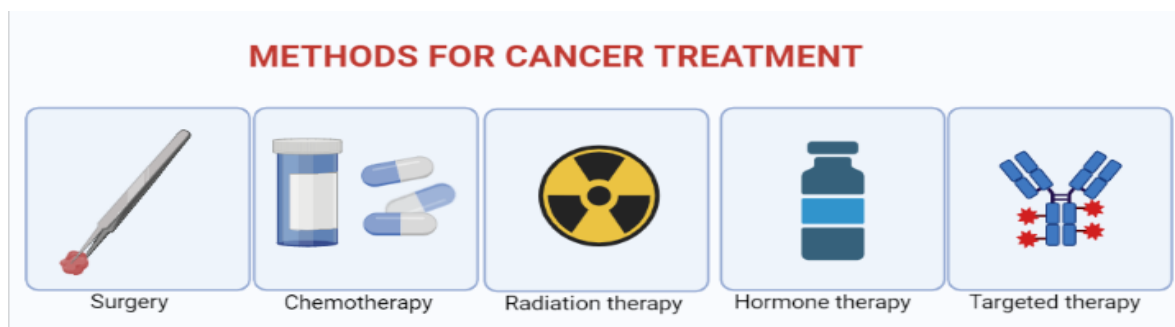 METHODS FOR CANCER TREATMENT
Surgery
Chemotherapy
Radiation therapy
Hormone therapy
Targeted therapy